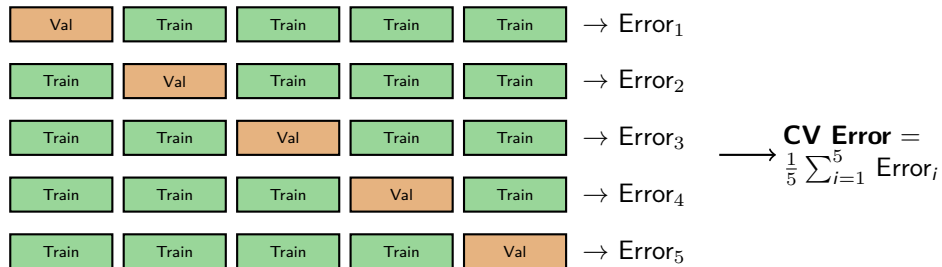 Val Train Train Train Train → Error₁
Train Val Train Train Train → Error₂
Train Train Val Train Train → Error₃
Train Train Train Val Train → Error₄
Train Train Train Train Val → Error₅
CV Error =
1/5 ∑⁵ᵢ₌₁ Errorᵢ